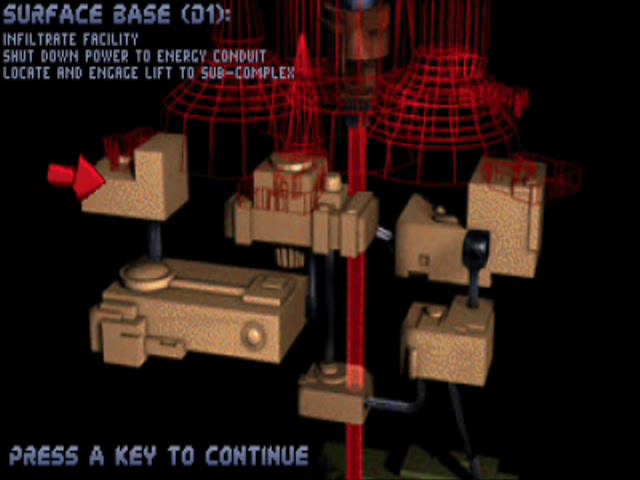 SURFACE BASE (D1):
INFILTRATE FACILITY
SHUT DOWN POWER TO ENERGY CONDUIT
LOCATE AND ENGAGE LIFT TO SUB-COMPLEX
PRESS A KEY TO CONTINUE